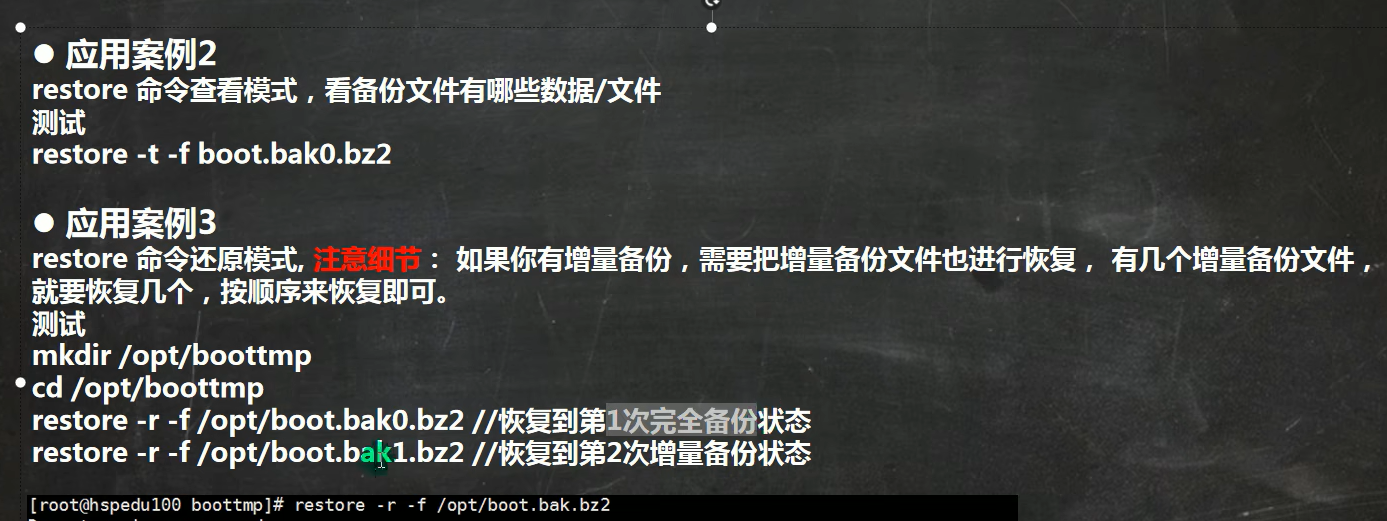 ● 应用案例2
restore 命令查看模式，看备份文件有哪些数据/文件
测试
restore -t -f boot.bak0.bz2
● 应用案例3
restore 命令还原模式, 注意细节： 如果你有增量备份，需要把增量备份文件也进行恢复， 有几个增量备份文件，
就要恢复几个，按顺序来恢复即可。
测试
mkdir /opt/boottmp
cd /opt/boottmp
restore -r -f /opt/boot.bak0.bz2 //恢复到第1次完全备份状态
restore -r -f /opt/boot.bak1.bz2 //恢复到第2次增量备份状态
[root@hspedu100 boottmp]# restore -r -f /opt/boot.bak.bz2